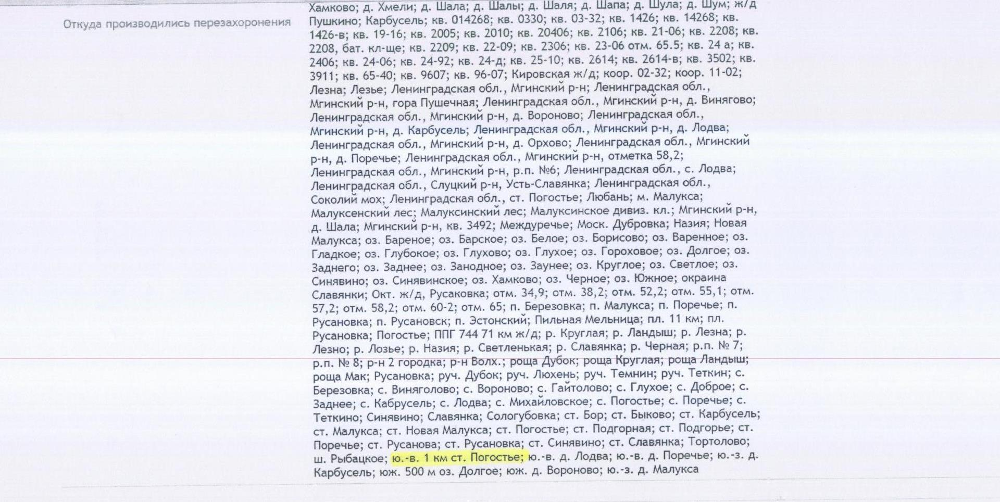 Хамково; д. Хмели; д. Шала; д. Шалы; д. Шаля; д. Шапа; д. Шула; д. Шум; ж/д
Откуда производились перезахоронения
Пушкино; Карбусель; кв. 014268; кв. 0330; кв. 03-32; кв. 1426; кв. 14268; кв.
1426-в; кв. 19-16; кв. 2005; кв. 2010; кв. 20406; кв. 2106; кв. 21-06; кв. 2208; кв.
2208, бат. кл-ще; кв. 2209; кв. 22-09; кв. 2306; кв. 23-06 отм. 65.5; кв. 24 а; кв.
2406; кв. 24-06; кв. 24-92; кв. 24-д; кв. 25-10; кв. 2614; кв. 2614-в; кв. 3502; кв.
3911; кв. 65-40; кв. 9607; кв. 96-07; Кировская ж/д; коор. 02-32; коор. 11-02;
Лезна; Лезье; Ленинградская обл., Мгинский р-н; Ленинградская обл.,
Мгинский р-н, гора Пушечная; Ленинградская обл., Мгинский р-н, д. Винягово;
Ленинградская обл., Мгинский р-н, д. Вороново; Ленинградская обл.,
Мгинский р-н, д. Карбусель; Ленинградская обл., Мгинский р-н, д. Лодва;
Ленинградская обл., Мгинский р-н, д. Орхово; Ленинградская обл., Мгинский
р-н, д. Поречье; Ленинградская обл., Мгинский р-н, отметка 58,2;
Ленинградская обл., Мгинский р-н, р.п. №6; Ленинградская обл., с. Лодва;
Ленинградская обл., Слуцкий р-н, Усть-Славянка; Ленинградская обл.,
Соколий мох; Ленинградская обл., ст. Погостье; Любань; м. Малукса;
Малуксенский лес; Малуксинский лес; Малуксинское дивиз. кл.; Мгинский р-н,
д. Шала; Мгинский р-н, кв. 3492; Междуречье; Моск. Дубровка; Назия; Новая
Малукса; оз. Бареное; оз. Барское; оз. Белое; оз. Борисово; оз. Варенное; оз.
Гладкое; оз. Глубокое; оз. Глухово; оз. Глухое; оз. Гороховое; оз. Долгое; оз.
Заднего; оз. Заднее; оз. Занодное; оз. Заунее; оз. Круглое; оз. Светлое; оз.
Синявино; оз. Синявинское; оз. Хамково; оз. Черное; оз. Южное; окраина
Славянки; Окт. ж/д, Русаковка; отм. 34,9; отм. 38,2; отм. 52,2; отм. 55,1; отм.
57,2; отм. 58,2; отм. 60-2; отм. 65; п. Березовка; п. Малукса; п. Поречье; п.
Русановка; п. Русановск; п. Эстонский; Пильная Мельница; пл. 11 км; пл.
Русановка; Погостье; ППГ 744 71 км ж/д; р. Круглая; р. Ландыш; р. Лезна; р.
Лезно; р. Лозье; р. Назия; р. Светленькая; р. Славянка; р. Черная; р.п. № 7;
р.п. № 8; р-н 2 городка; р-н Волх.; роща Дубок; роща Круглая; роща Ландыш;
роща Мак; Русановка; руч. Дубок; руч. Люхень; руч. Темнин; руч. Теткин; с.
Березовка; с. Виняголово; с. Вороново; с. Гайтолово; с. Глухое; с. Доброе; с.
Заднее; с. Кабрусель; с. Лодва; с. Михайловское; с. Погостье; с. Поречье; с.
Теткино; Синявино; Славянка; Сологубовка; ст. Бор; ст. Быково; ст. Карбусель;
ст. Малукса; ст. Новая Малукса; ст. Погостье; ст. Подгорная; ст. Подгорье; ст.
Поречье; ст. Русанова; ст. Русановка; ст. Синявино; ст. Славянка; Тортолово;
ш. Рыбацкое; ю.-в. 1 км ст. Погостье; ю.-в. д. Лодва; ю.-в. д. Поречье; ю.-з. д.
Карбусель; юж. 500 м оз. Долгое; юж. д. Вороново; ю.-з. д. Малукса